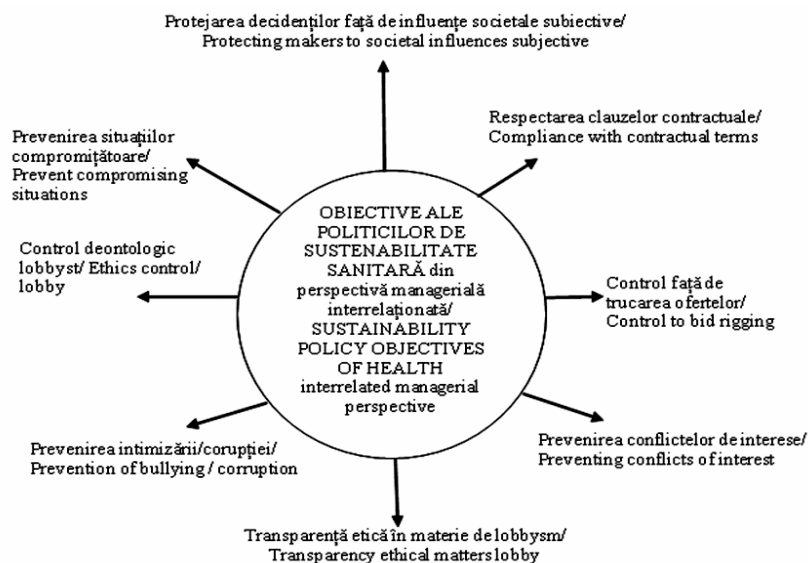 Protejarea decidenților față de influențe societale subiective/
Protecting makers to societal influences subjective
Respectarea clauzelor contractuale/
Compliance with contractual terms
Prevenirea situațiilor
compromițătoare/
Prevent compromising
situations
OBIECTIVE ALE
POLITICILOR DE
SUSTENABILITATE
SANITARĂ din
perspectivă managerială
interrelaționată/
SUSTAINABILITY
POLICY OBJECTIVES
OF HEALTH
interrelated managerial
perspective
Control deontologic
lobbyst/ Ethics control/
lobby
Control față de
trucarea ofertelor/
Control to bid rigging
Prevenirea intimizării/corupției/
Prevention of bullying / corruption
Prevenirea conflictelor de interese/
Preventing conflicts of interest
Transparență etică în materie de lobbysm/
Transparency ethical matters lobby